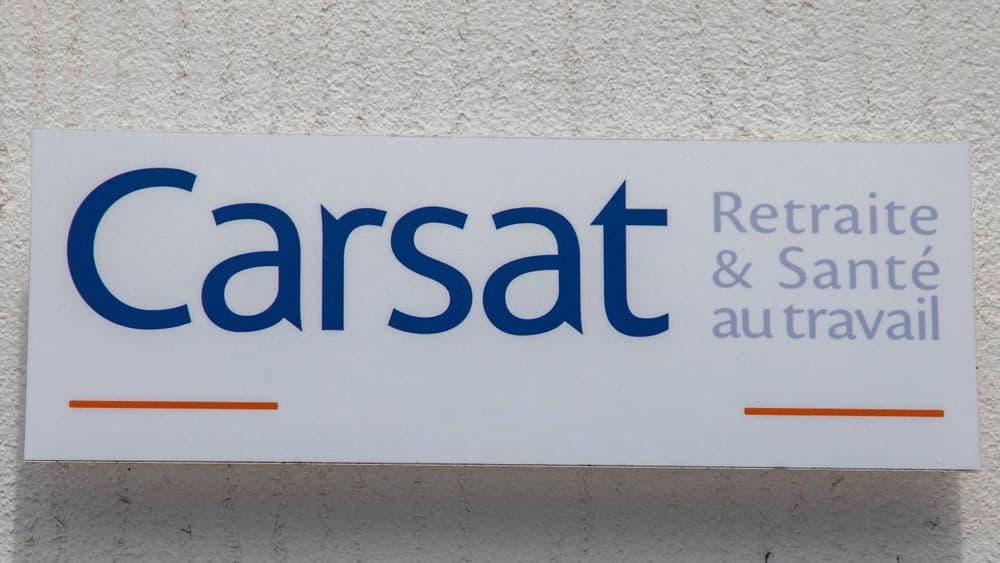 Carsat
Retraite
& Santé
au travail